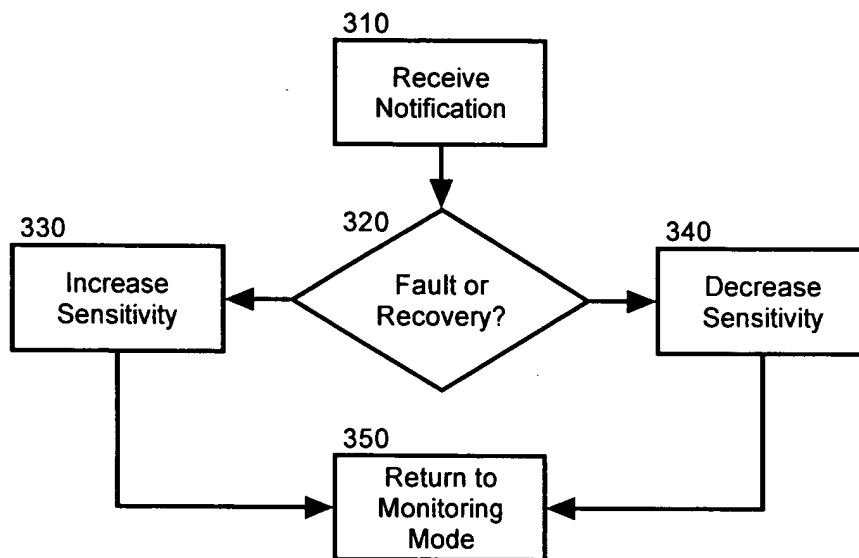 310
Receive
Notification
320
Fault or
Recovery?
330
Increase
Sensitivity
340
Decrease
Sensitivity
350
Return to
Monitoring
Mode